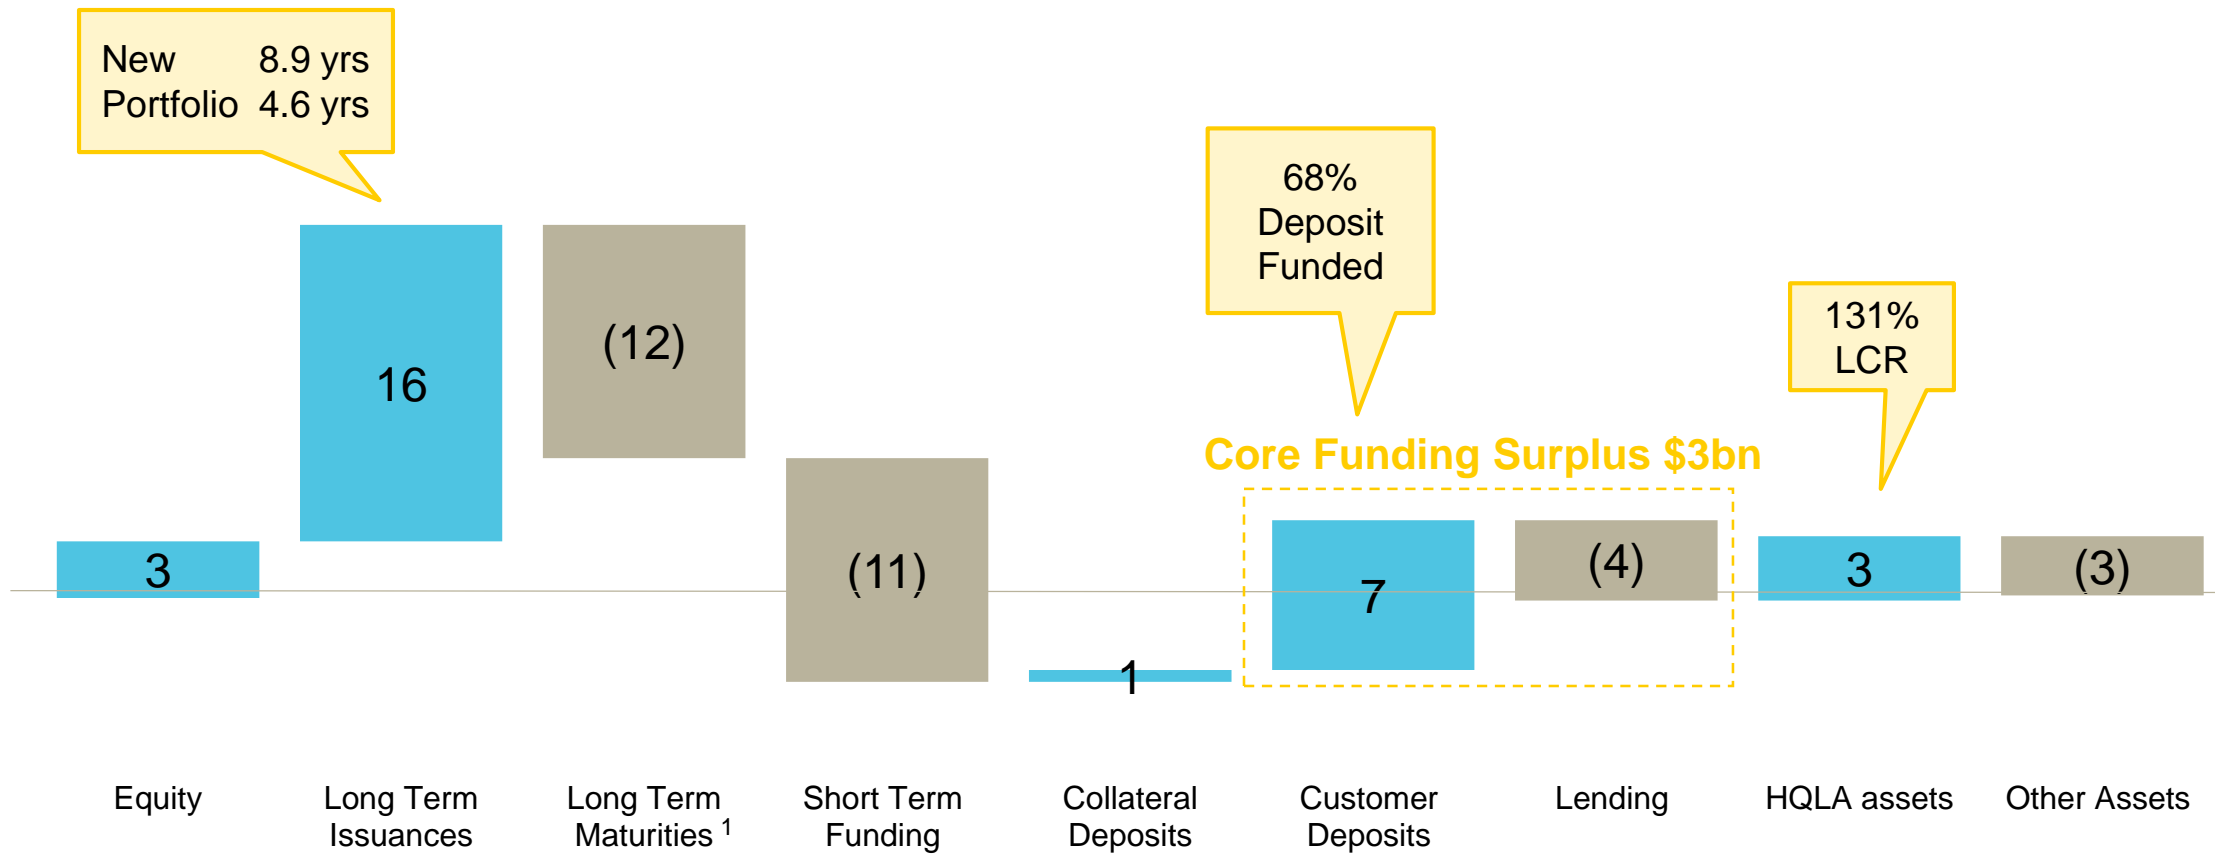 New 8.9 yrs
Portfolio 4.6 yrs
68%
Deposit
Funded
131%
LCR
Core Funding Surplus $3bn
3
16
(12)
(11)
1
7
(4)
3
(3)
Equity
Long Term
Issuances
Long Term
Maturities 1
Short Term
Funding
Collateral
Deposits
Customer
Deposits
Lending
HQLA assets
Other Assets